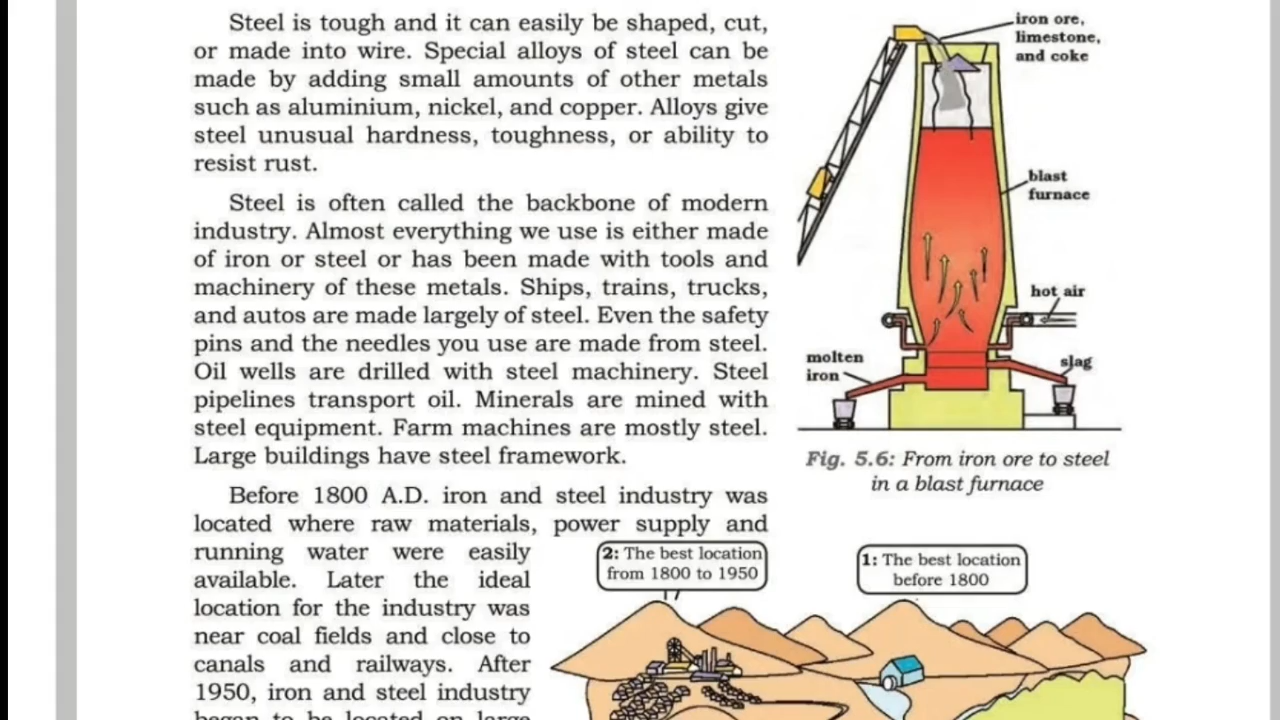 Steel is tough and it can easily be shaped, cut,
or made into wire. Special alloys of steel can be
made by adding small amounts of other metals
such as aluminium, nickel, and copper. Alloys give
steel unusual hardness, toughness, or ability to
resist rust.
Steel is often called the backbone of modern
industry. Almost everything we use is either made
of iron or steel or has been made with tools and
machinery of these metals. Ships, trains, trucks,
and autos are made largely of steel. Even the safety
pins and the needles you use are made from steel.
Oil wells are drilled with steel machinery. Steel
pipelines transport oil. Minerals are mined with
steel equipment. Farm machines are mostly steel.
Large buildings have steel framework.
Before 1800 A.D. iron and steel industry was
located where raw materials, power supply and
running water were easily
available. Later the ideal
location for the industry was
near coal fields and close to
canals and railways. After
1950, iron and steel industry
began to be located on large
iron ore,
limestone,
and coke
blast
furnace
hot air
molten
iron
slag
Fig. 5.6: From iron ore to steel
in a blast furnace
2: The best location
from 1800 to 1950
1: The best location
before 1800